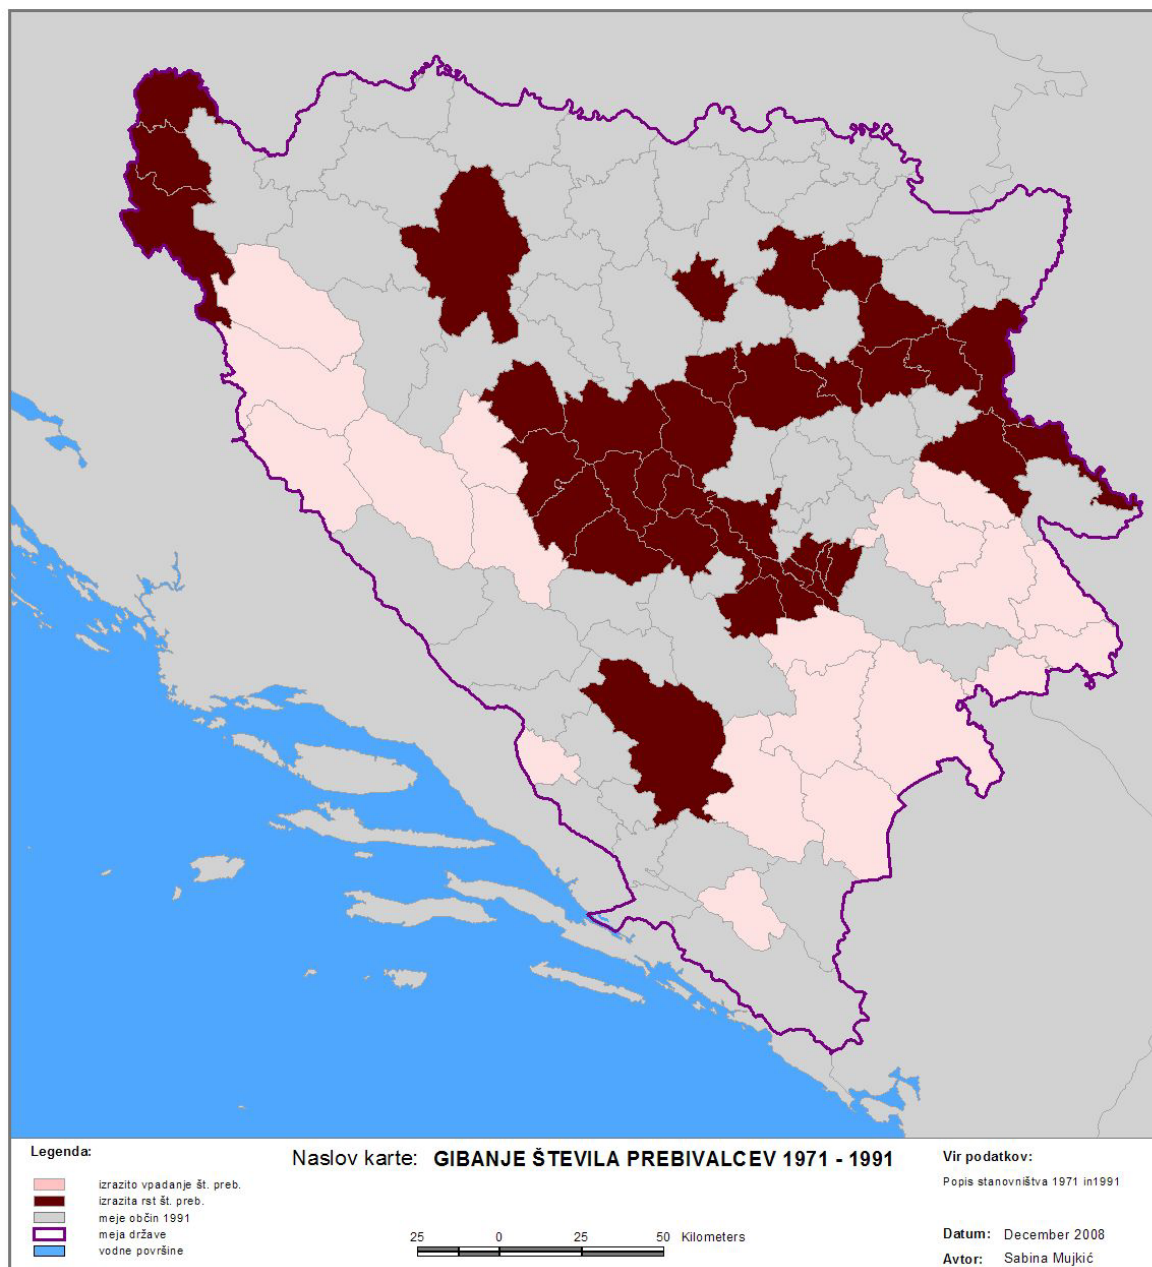 Legenda:
izrazito vpadanje št. preb.
izrazita rst št. preb.
meje občin 1991
meja države
vodne površine
Naslov karte: GIBANJE ŠTEVILA PREBIVALCEV 1971 - 1991
25 0 25 50 Kilometers
Vir podatkov:
Popis stanovništva 1971 in1991
Datum: December 2008
Avtor: Sabina Mujkić